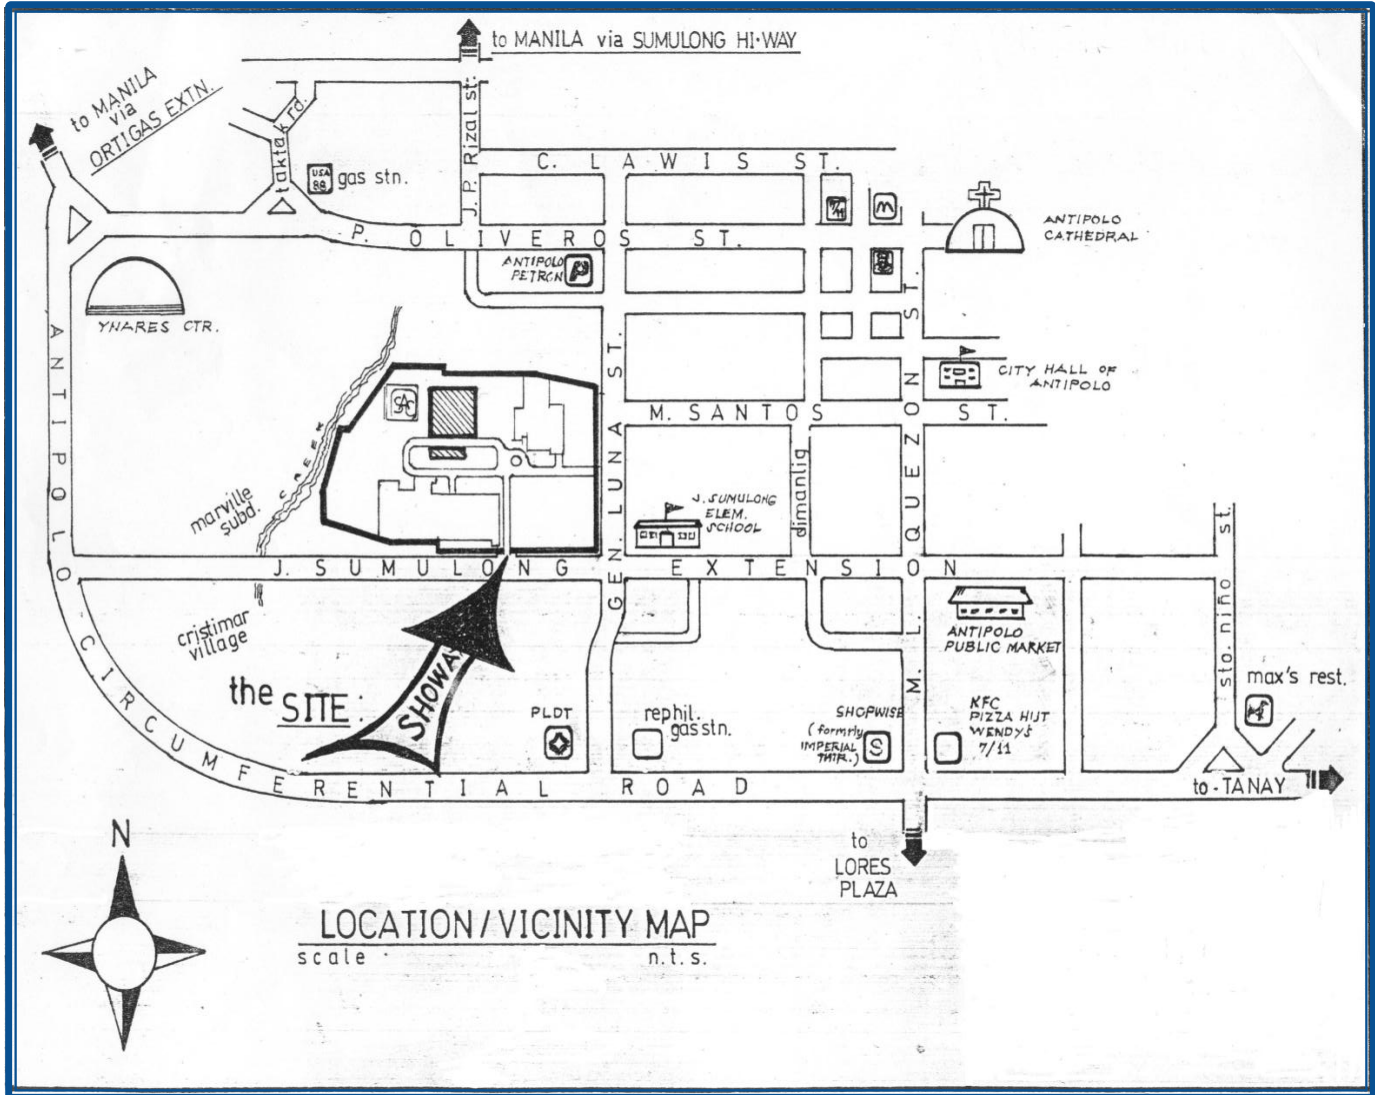 to MANILA via SUMULONG HI-WAY
to MANILA
via
ORTIGAS EXTN.
taktak rd.
J. P. Rizal st.
USA
88
gas stn.
C. LAWIS ST.
7/11
m
ANTIPOLO
CATHEDRAL
P. OLIVEROS ST.
ANTIPOLO
PETRON
P
YNARES CTR.
ANTIPOLO - CIRCUMFERENTIAL ROAD
GEN. LUNA ST.
M. L. QUEZON ST.
CITY HALL OF
ANTIPOLO
SAC
M. SANTOS ST.
CREEK
marville
subd.
dimanlig
J. SUMULONG
ELEM.
SCHOOL
J. SUMULONG EXTENSION
sto. niño st.
cristimar
village
ANTIPOLO
PUBLIC MARKET
the SITE:
SHOWA
PLDT
rephil.
gas stn.
SHOPWISE
(formrly
IMPERIAL
THTR.)
S
KFC
PIZZA HUT
WENDY'S
7/11
max's rest.
to - TANAY
to
LORES
PLAZA
N
LOCATION/VICINITY MAP
scale n.t.s.